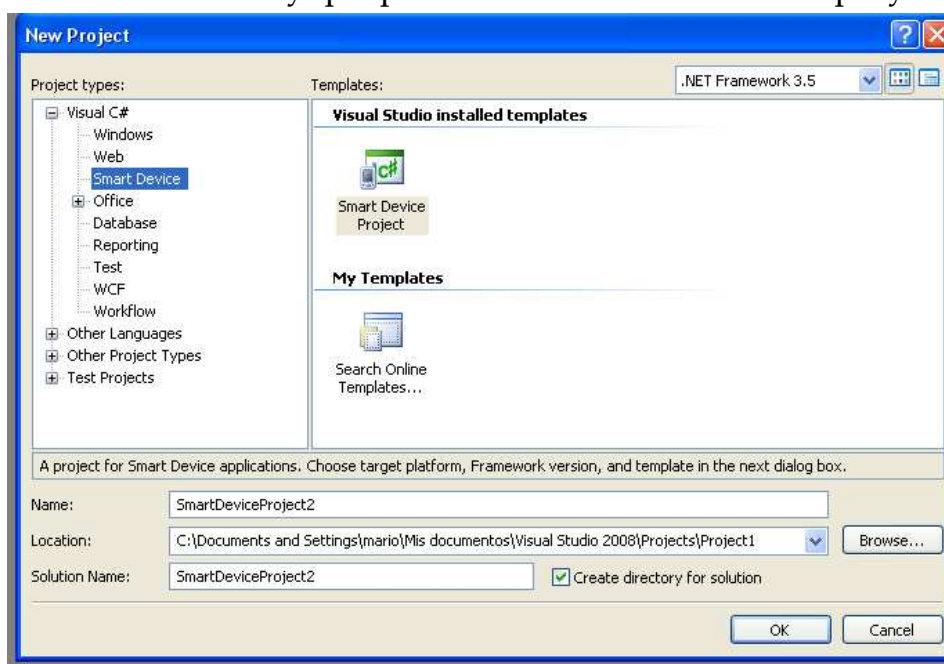 New Project
Project types:
Templates:
.NET Framework 3.5
Visual C#
Windows
Web
Smart Device
Office
Database
Reporting
Test
WCF
Workflow
Other Languages
Other Project Types
Test Projects
Visual Studio installed templates
C#
Smart Device
Project
My Templates
Search Online
Templates...
A project for Smart Device applications. Choose target platform, Framework version, and template in the next dialog box.
Name:
SmartDeviceProject2
Location:
C:\Documents and Settings\mario\Mis documentos\Visual Studio 2008\Projects\Project1
Browse...
Solution Name:
SmartDeviceProject2
Create directory for solution
OK
Cancel